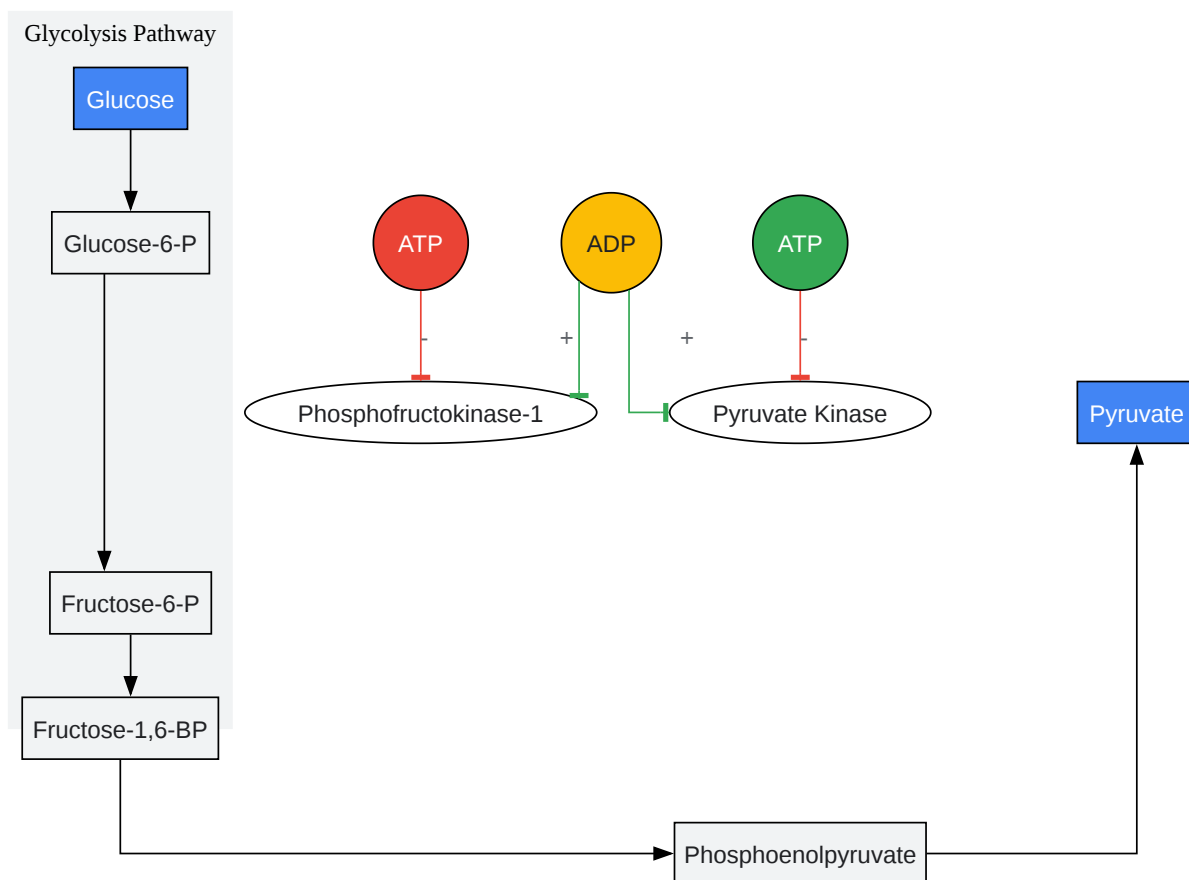 Glycolysis Pathway
Glucose
Glucose-6-P
ATP
ADP
ATP
-
+
+
-
Phosphofructokinase-1
Pyruvate Kinase
Pyruvate
Fructose-6-P
Fructose-1,6-BP
Phosphoenolpyruvate